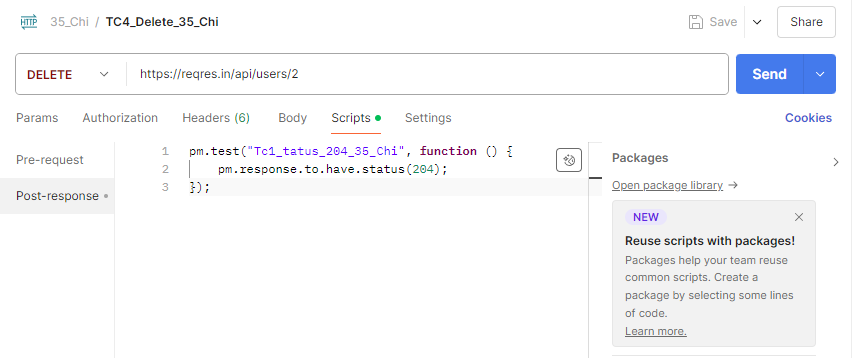 HTTP 35_Chi / TC4_Delete_35_Chi Save Share
DELETE https://reqres.in/api/users/2 Send
Params Authorization Headers (6) Body Scripts Settings Cookies
Pre-request
Post-response
1 pm.test("Tc1_tatus_204_35_Chi", function () {
2 pm.response.to.have.status(204);
3 });
Packages
Open package library →
NEW
Reuse scripts with packages!
Packages help your team reuse
common scripts. Create a
package by selecting some lines
of code.
Learn more.